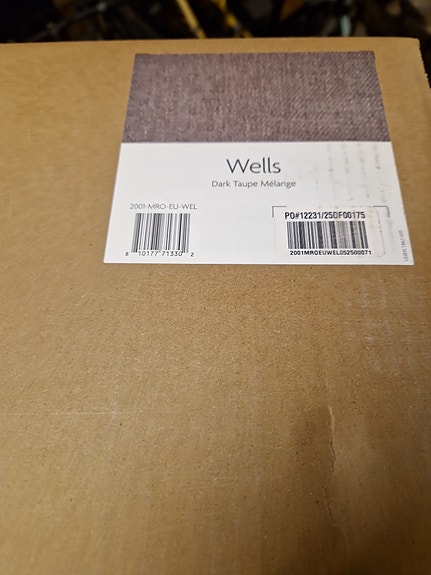 Wells
Dark Taupe Mélange
2001-MRO-EU-WEL
8 10177 71330 2
PO#12231/25DF00175
2001MROEUWEL052500071